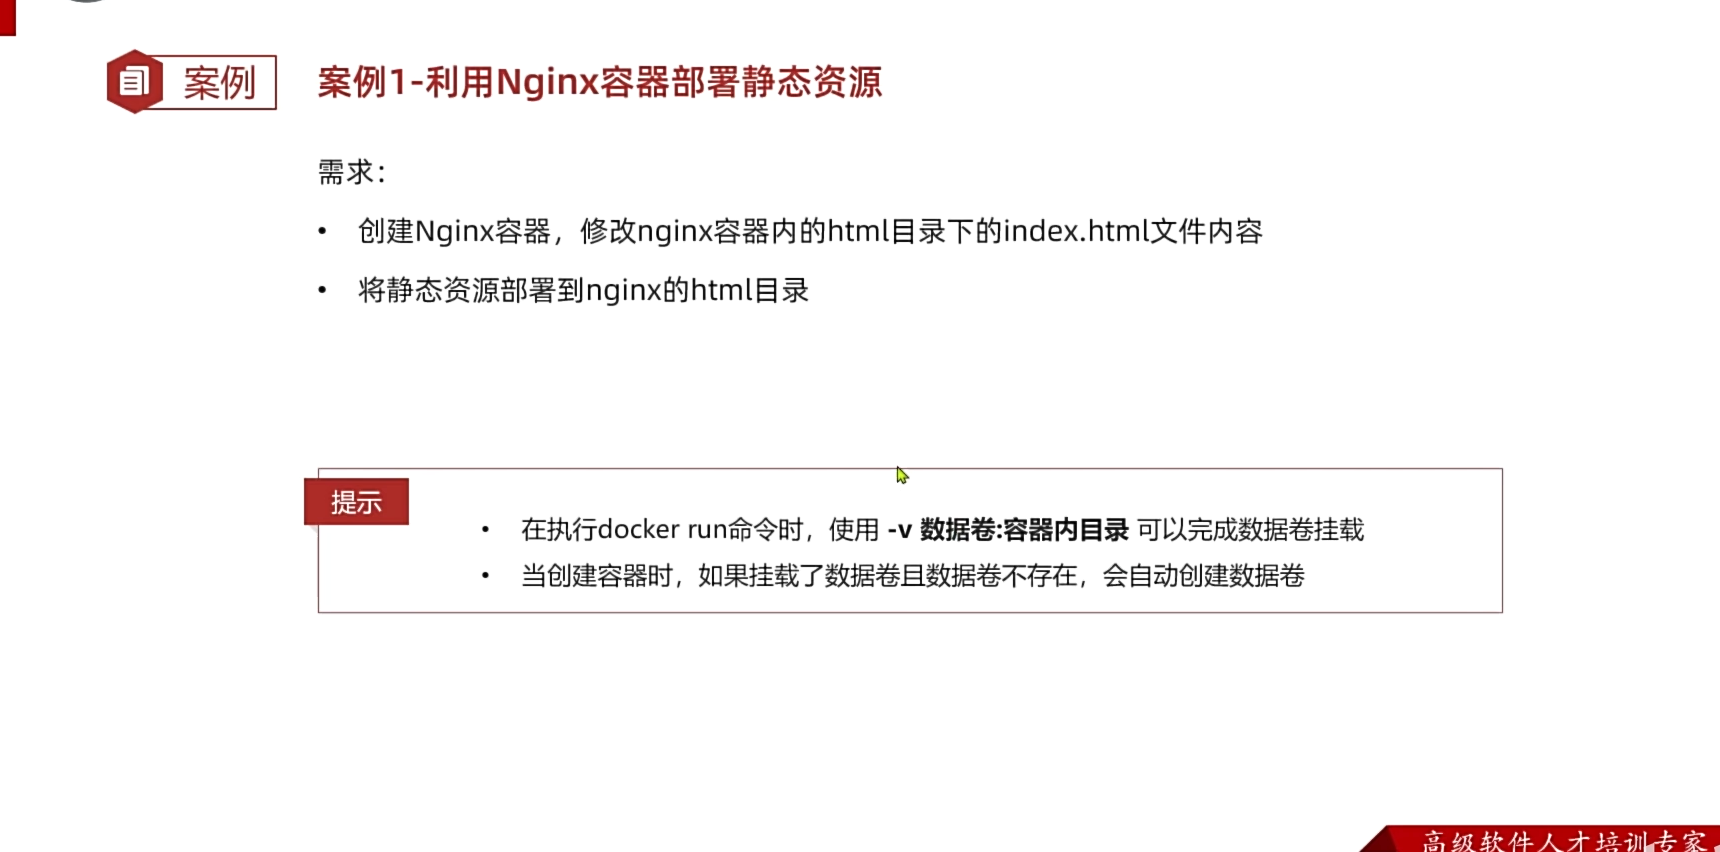 案例
案例1-利用Nginx容器部署静态资源
需求：
• 创建Nginx容器，修改nginx容器内的html目录下的index.html文件内容
• 将静态资源部署到nginx的html目录
提示
• 在执行docker run命令时，使用 -v 数据卷:容器内目录 可以完成数据卷挂载
• 当创建容器时，如果挂载了数据卷且数据卷不存在，会自动创建数据卷
高级软件人才培训专家